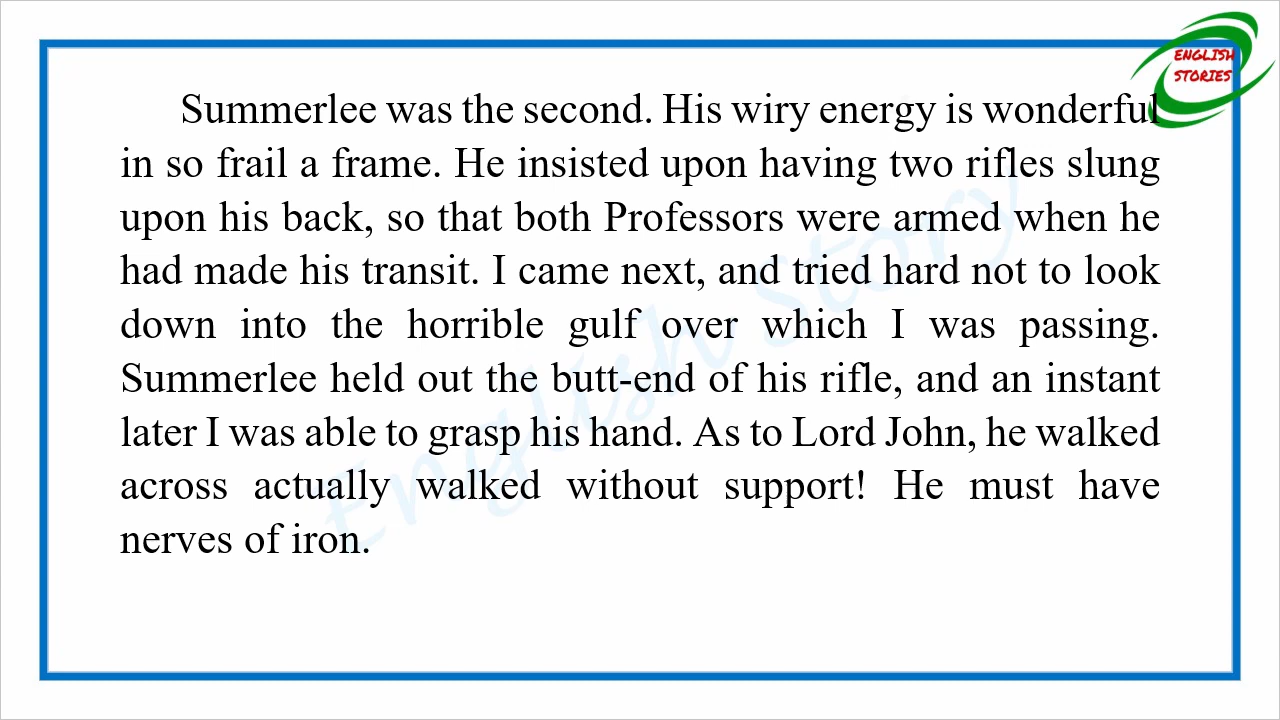 ENGLISH
STORIES
Summerlee was the second. His wiry energy is wonderful
in so frail a frame. He insisted upon having two rifles slung
upon his back, so that both Professors were armed when he
had made his transit. I came next, and tried hard not to look
down into the horrible gulf over which I was passing.
Summerlee held out the butt-end of his rifle, and an instant
later I was able to grasp his hand. As to Lord John, he walked
across actually walked without support! He must have
nerves of iron.
English Story